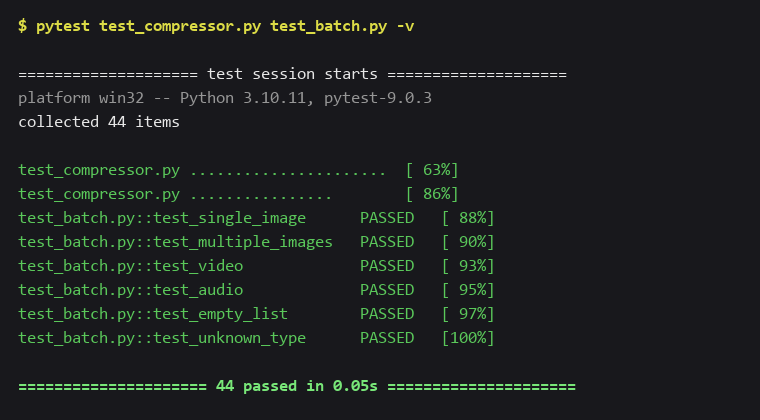 $ pytest test_compressor.py test_batch.py -v
==================== test session starts ====================
platform win32 -- Python 3.10.11, pytest-9.0.3
collected 44 items
test_compressor.py ......................  [ 63%]
test_compressor.py ................        [ 86%]
test_batch.py::test_single_image      PASSED   [ 88%]
test_batch.py::test_multiple_images   PASSED   [ 90%]
test_batch.py::test_video             PASSED   [ 93%]
test_batch.py::test_audio             PASSED   [ 95%]
test_batch.py::test_empty_list        PASSED   [ 97%]
test_batch.py::test_unknown_type      PASSED   [100%]
===================== 44 passed in 0.05s =====================